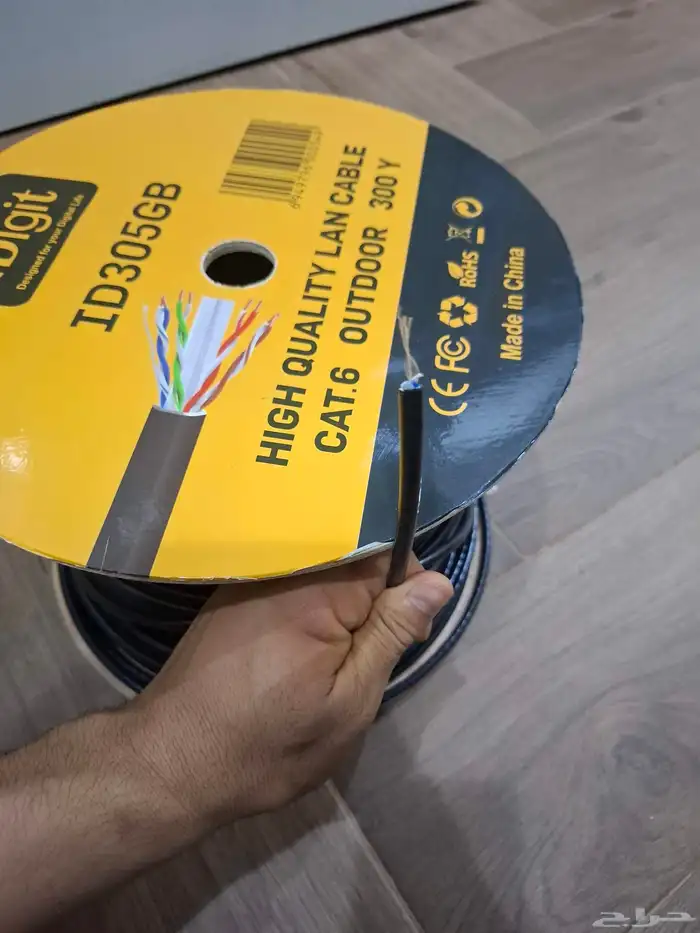 Digit
Designed for your Digital Life
ID305GB
HIGH QUALITY LAN CABLE
CAT.6 OUTDOOR 300 Y
CE FC RoHS
Made in China
حراج